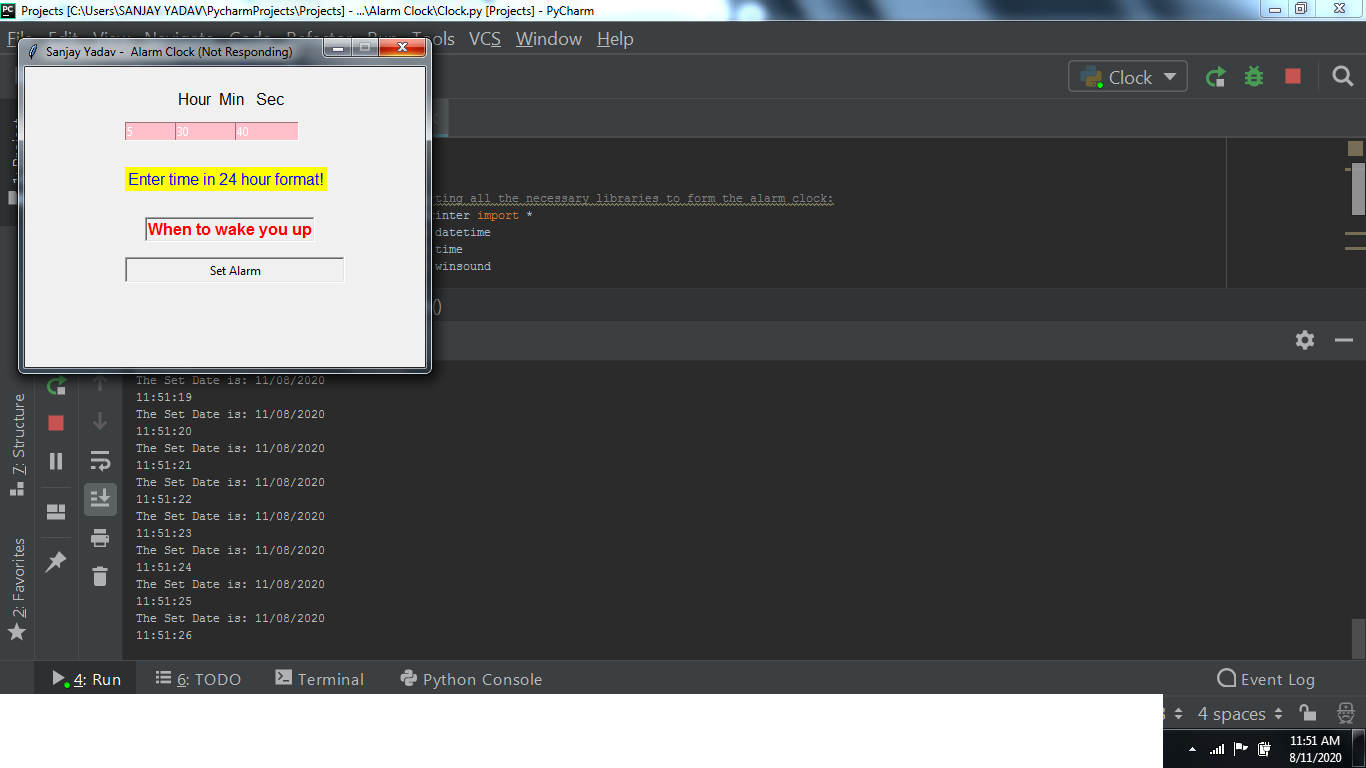 Projects [C:\Users\SANJAY YADAV\PycharmProjects\Projects] - ...\Alarm Clock\Clock.py [Projects] - PyCharm
Tools VCS Window Help
Sanjay Yadav - Alarm Clock (Not Responding)
Clock
Hour Min Sec
5 30 40
Enter time in 24 hour format!
When to wake you up
Set Alarm
ting all the necessary libraries to form the alarm clock:
inter import *
datetime
time
winsound
()
The Set Date is: 11/08/2020
11:51:19
The Set Date is: 11/08/2020
11:51:20
The Set Date is: 11/08/2020
11:51:21
The Set Date is: 11/08/2020
11:51:22
The Set Date is: 11/08/2020
11:51:23
The Set Date is: 11/08/2020
11:51:24
The Set Date is: 11/08/2020
11:51:25
The Set Date is: 11/08/2020
11:51:26
7: Structure
2: Favorites
4: Run 6: TODO Terminal Python Console Event Log
4 spaces
11:51 AM
8/11/2020